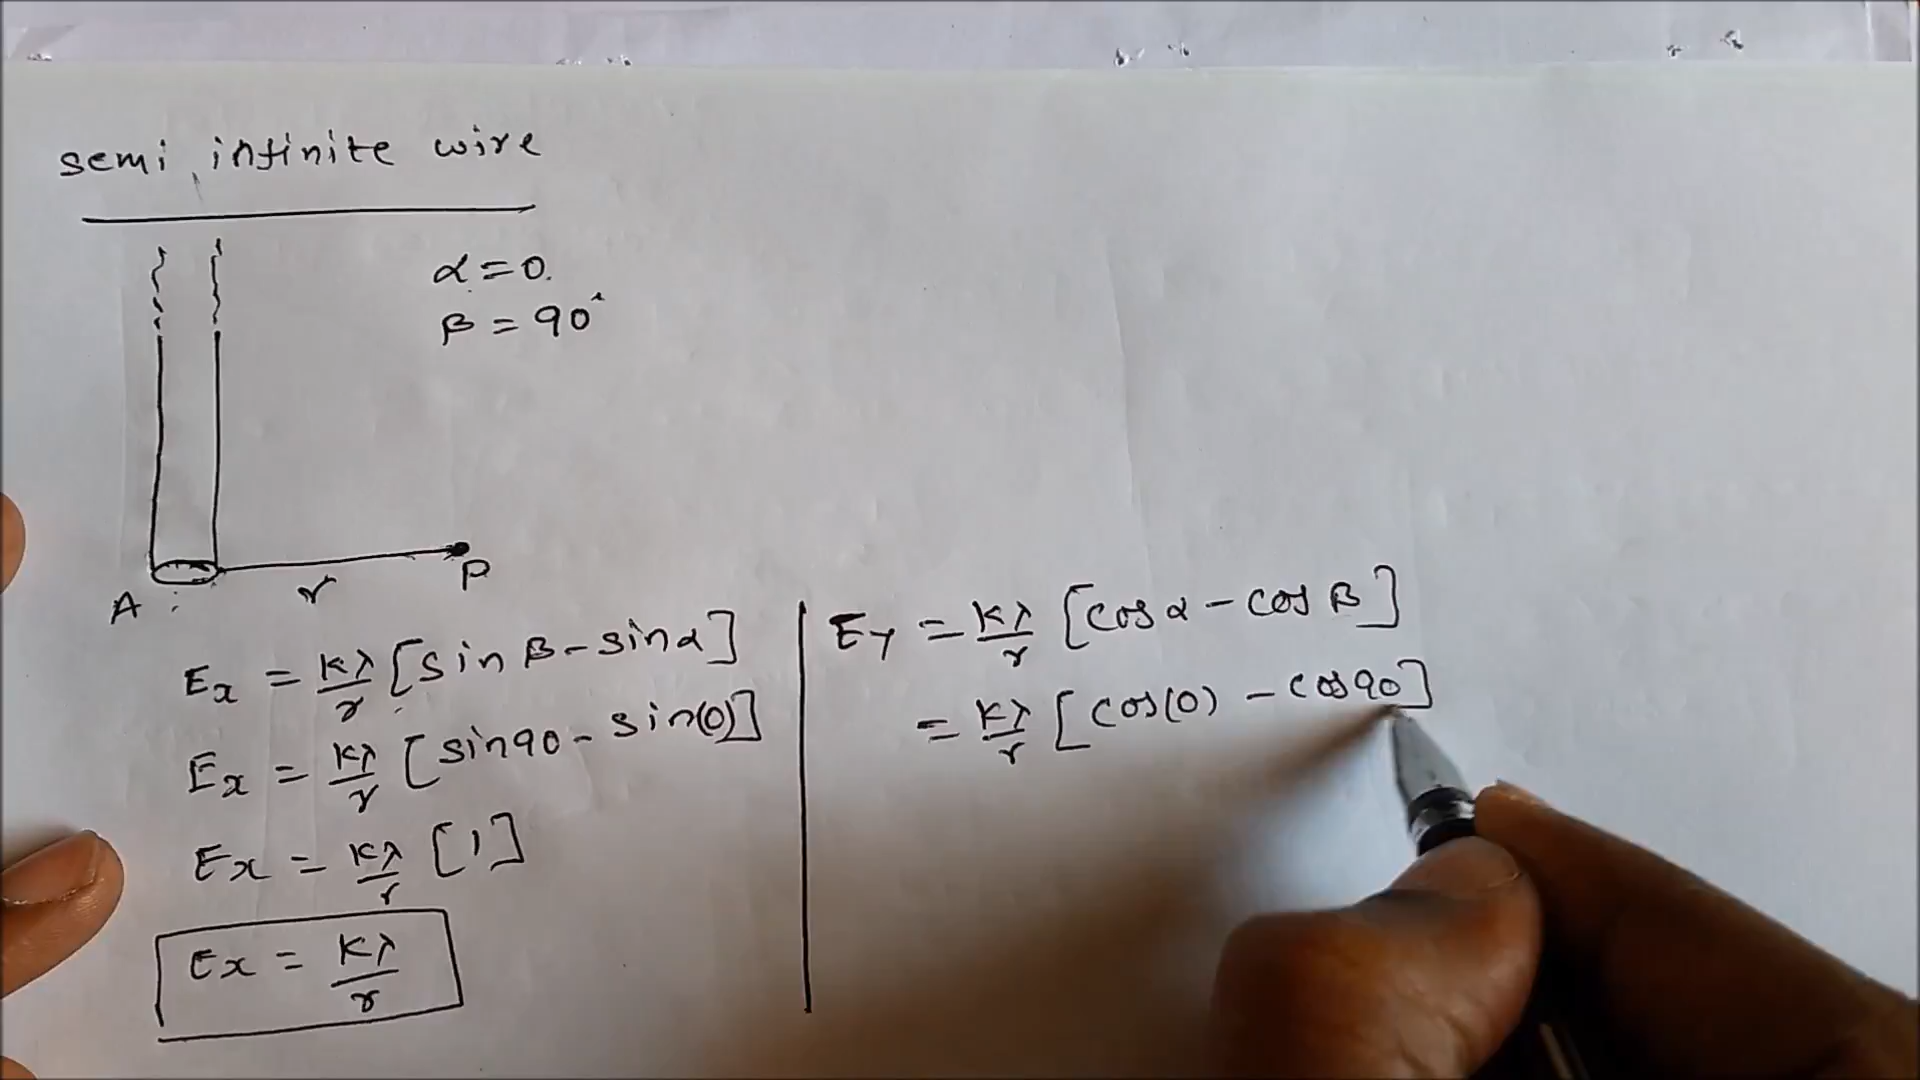 semi infinite wire
α = 0.
β = 90°
A
r
P
Ex = Kλ/r [sin β - sin α]
Ex = Kλ/r [sin90 - sin(0)]
Ex = Kλ/r [1]
Ex = Kλ/r
Ey = Kλ/r [cos α - cos β]
= Kλ/r [cos(0) - cos90]